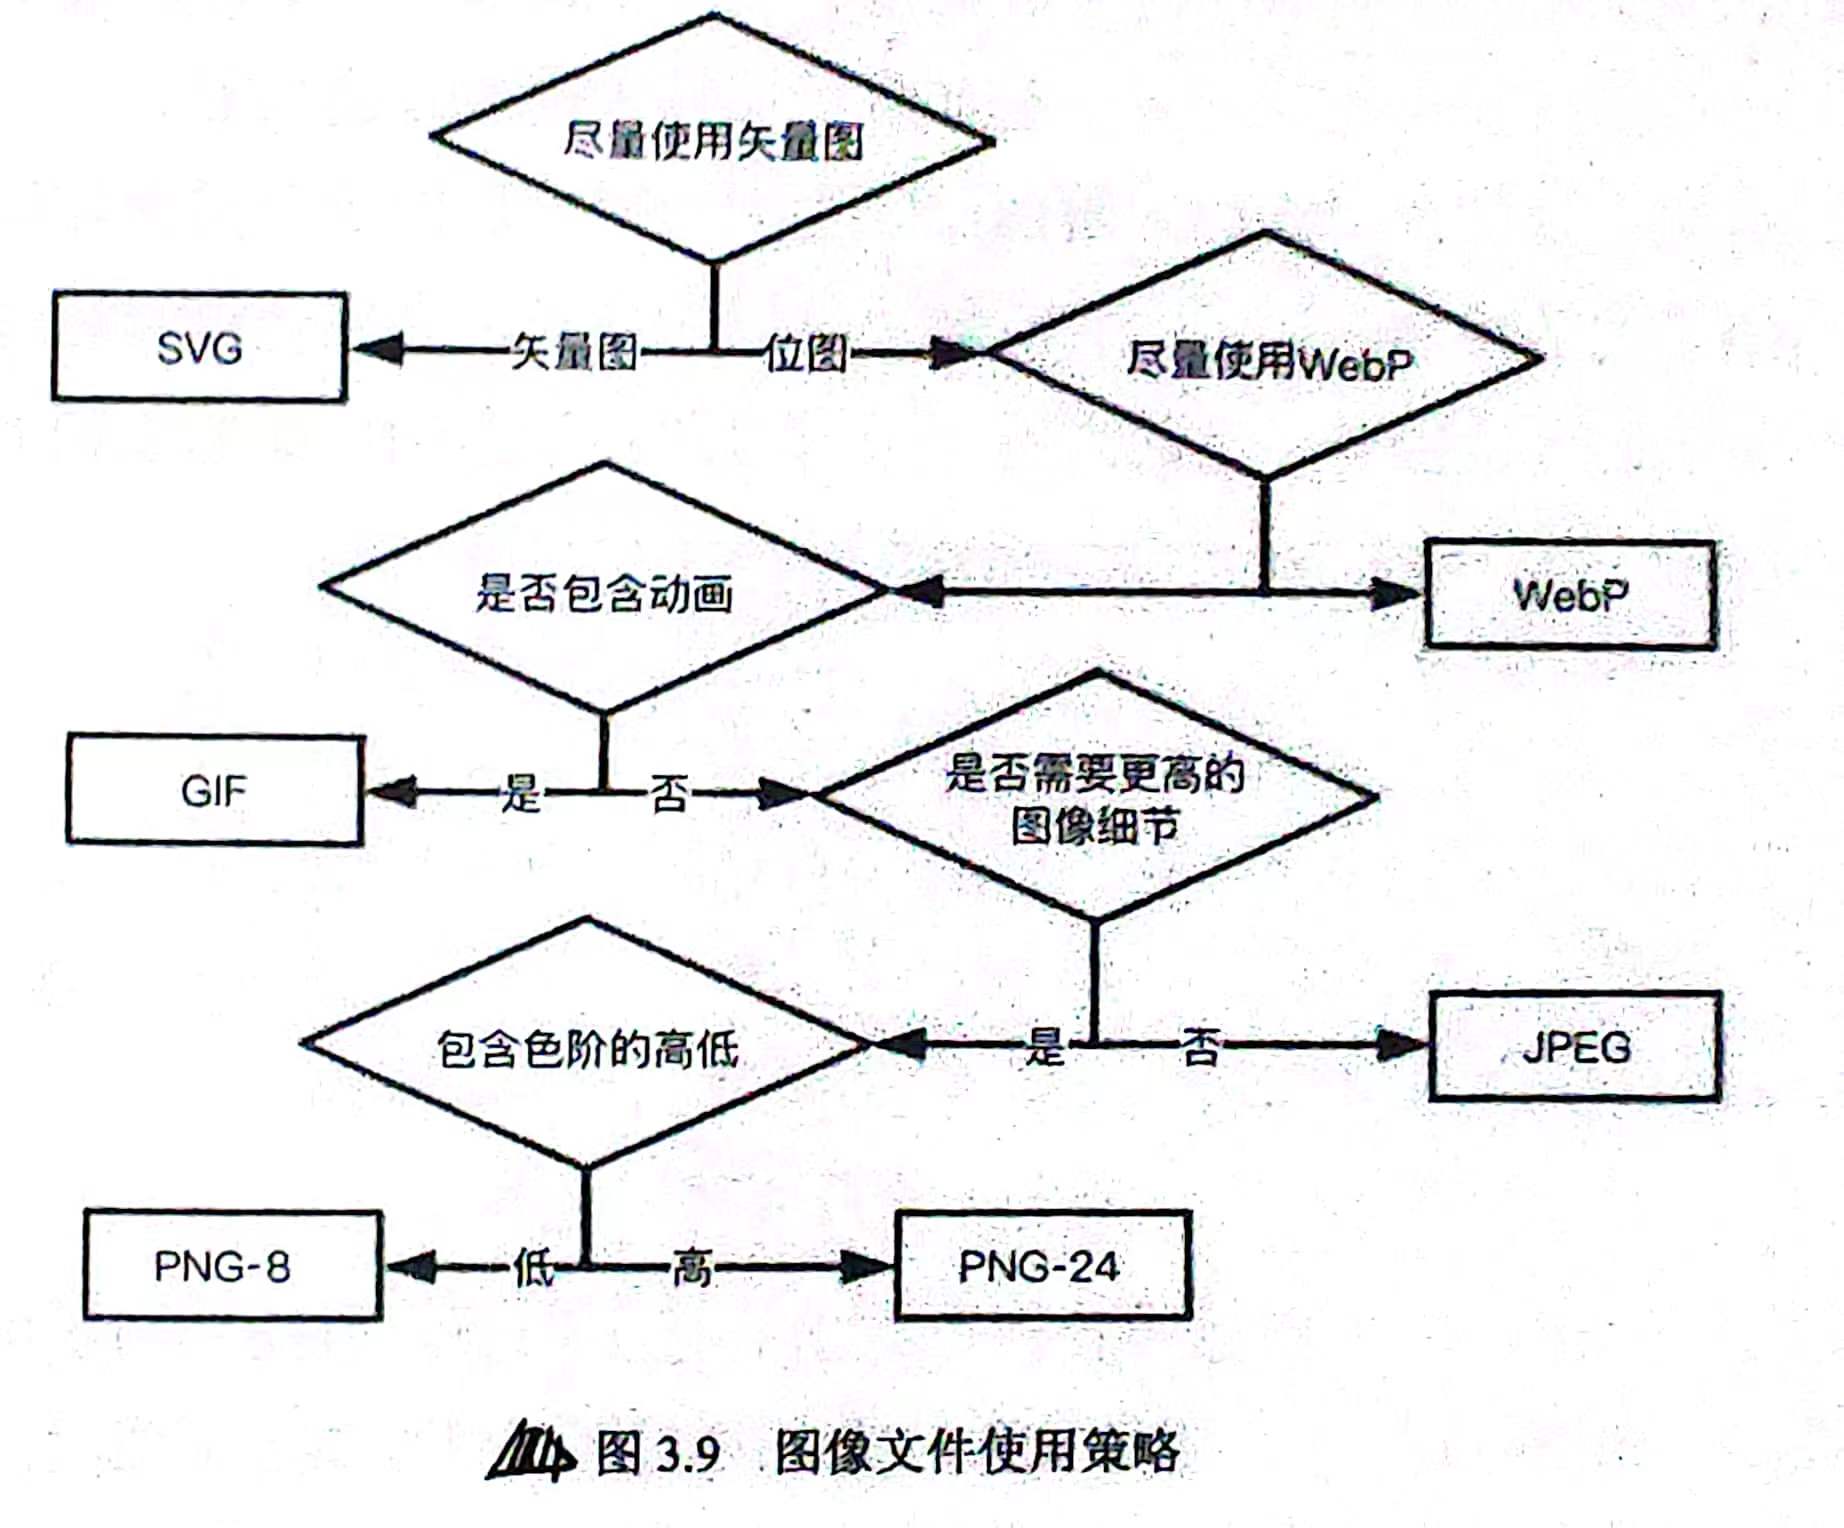 尽量使用矢量图
SVG
矢量图
位图
尽量使用WebP
是否包含动画
WebP
GIF
是
否
是否需要更高的
图像细节
包含色阶的高低
是
否
JPEG
PNG-8
低
高
PNG-24
图 3.9 图像文件使用策略